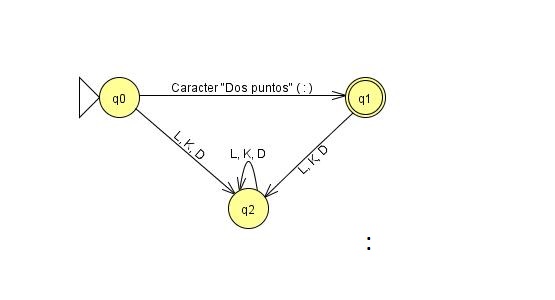 Caracter "Dos puntos" ( : )
q0
q1
L, K, D
L, K, D
L, K, D
q2
: